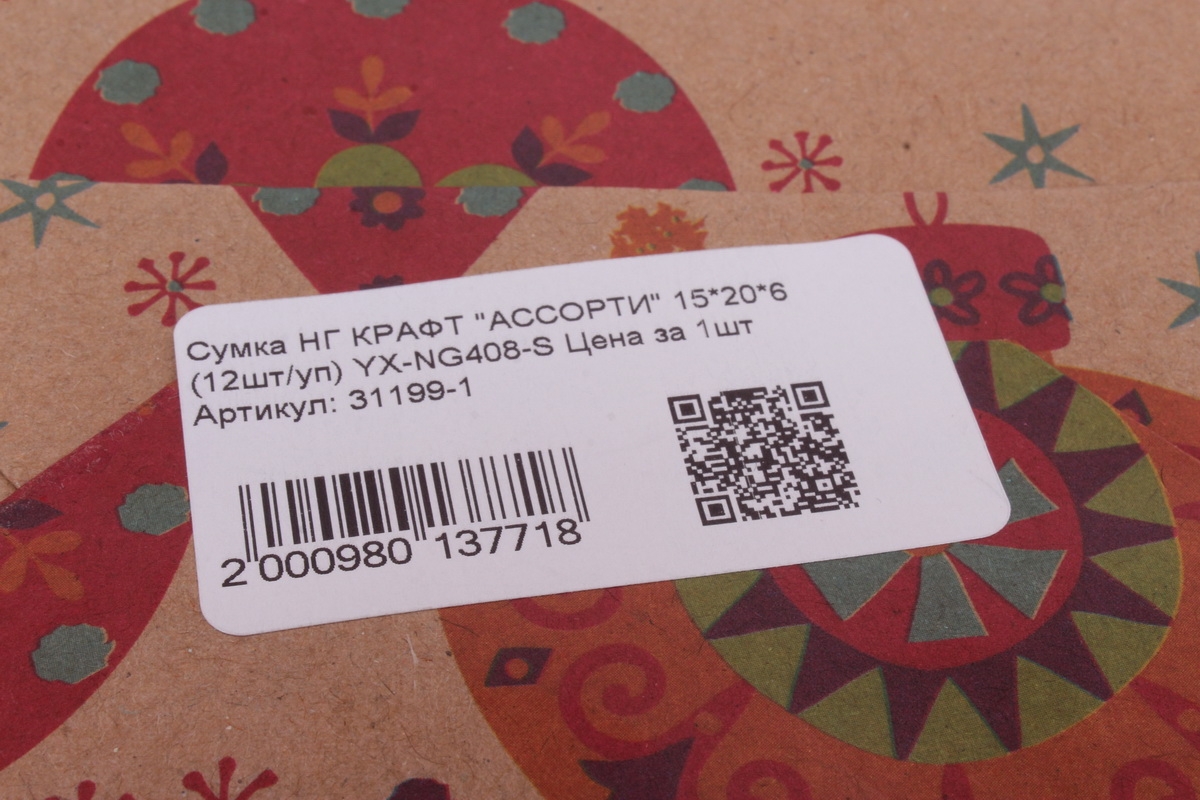 Сумка НГ КРАФТ "АССОРТИ" 15*20*6
(12шт/уп) YX-NG408-S Цена за 1шт
Артикул: 31199-1
2 000980 137718